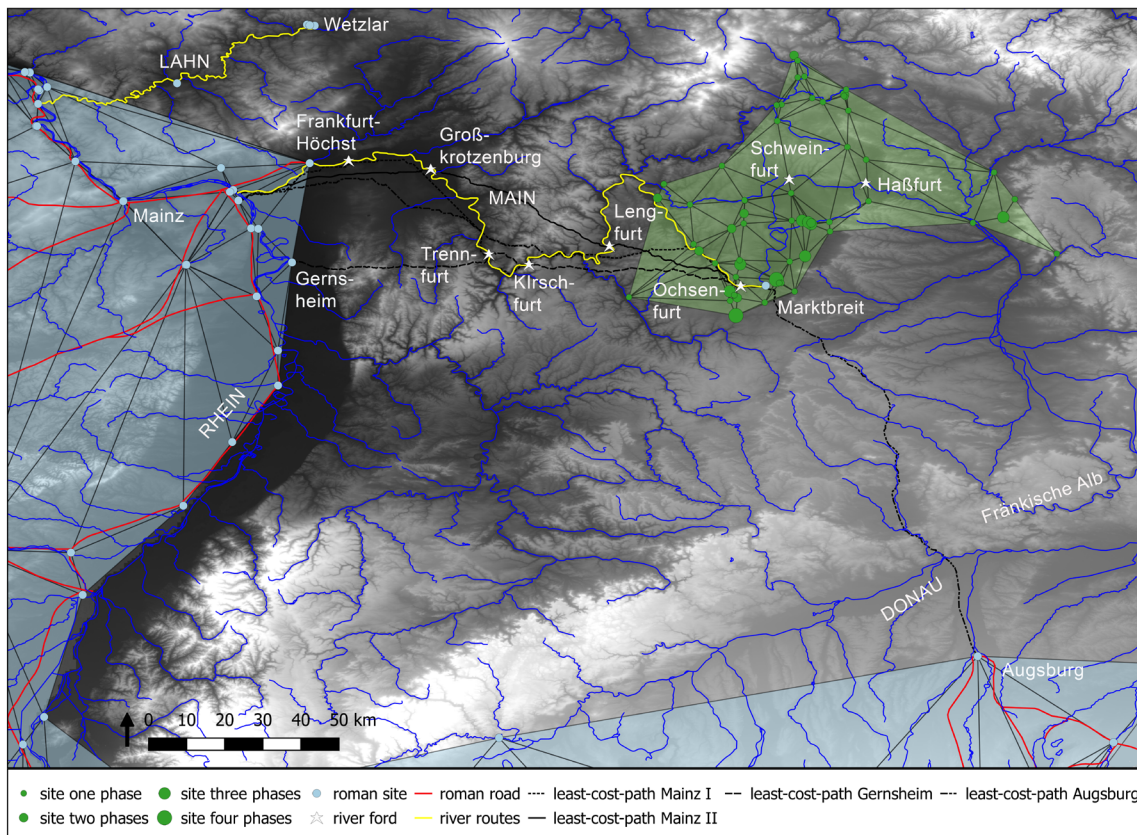 Wetzlar
LAHN
Frankfurt-
Höchst
Groß-
krotzenburg
MAIN
Mainz
Schwein-
furt
Haßfurt
Leng-
furt
Trenn-
furt
KIrsch-
furt
Gerns-
heim
Ochsen-
furt
Marktbreit
RHEIN
Fränkische Alb
DONAU
Augsburg
0 10 20 30 40 50 km
site one phase site three phases roman site roman road least-cost-path Mainz I least-cost-path Gernsheim least-cost-path Augsburg
site two phases site four phases river ford river routes least-cost-path Mainz II